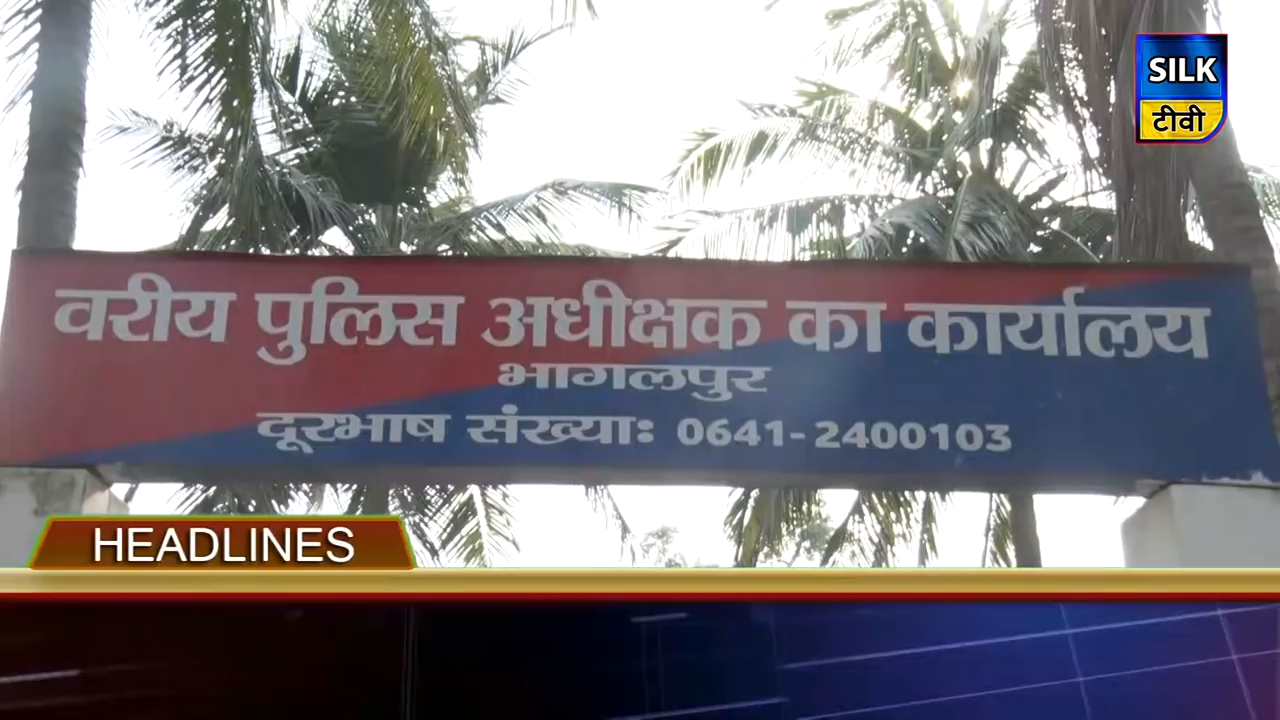 SILK
टीवी
वरीय पुलिस अधीक्षक का कार्यालय
भागलपुर
दूरभाष संख्याः 0641-2400103
HEADLINES